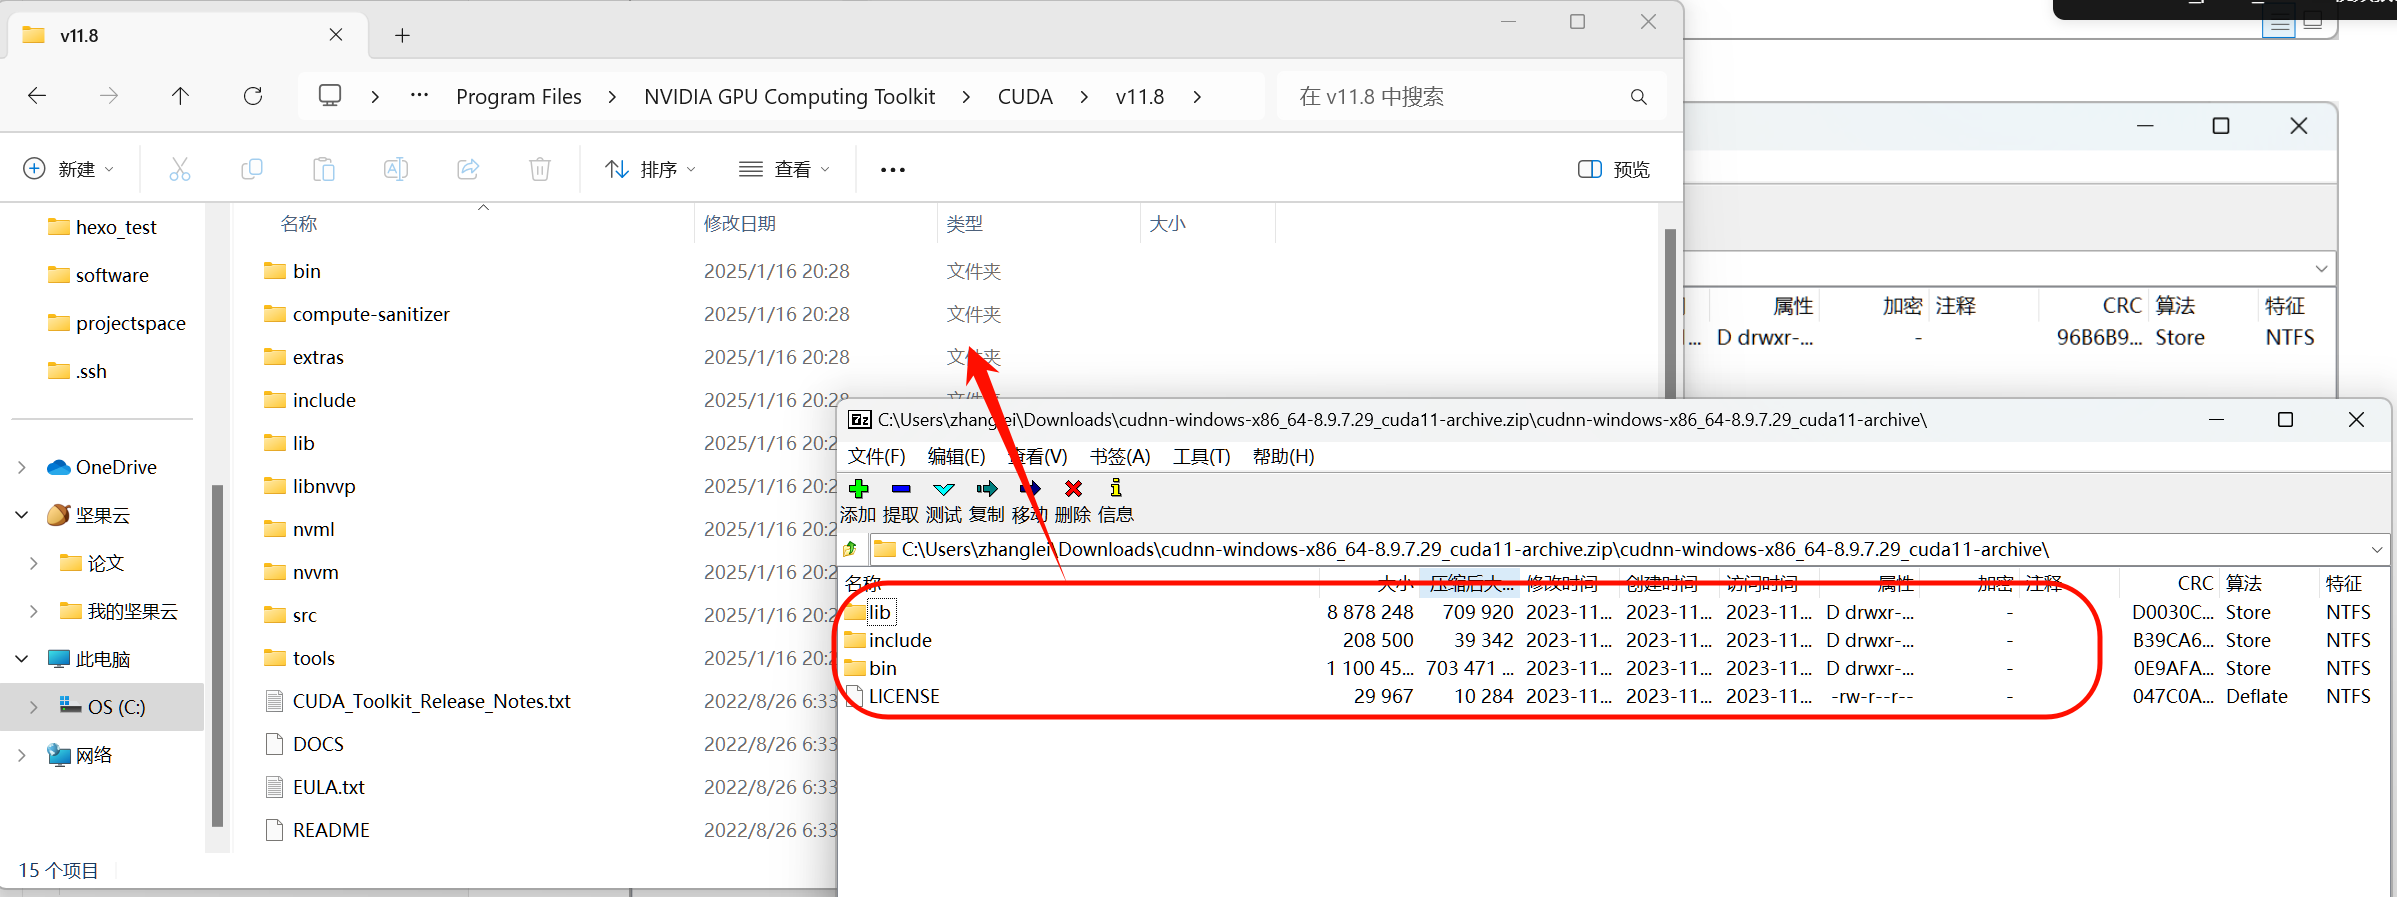 v11.8
Program Files
NVIDIA GPU Computing Toolkit
CUDA
v11.8
在 v11.8 中搜索
新建
排序
查看
预览
hexo_test
software
projectspace
.ssh
OneDrive
坚果云
论文
我的坚果云
此电脑
OS (C:)
网络
名称 修改日期 类型 大小
bin 2025/1/16 20:28 文件夹
compute-sanitizer 2025/1/16 20:28 文件夹
extras 2025/1/16 20:28 文件夹
include 2025/1/16 20:28
lib 2025/1/16 20:2
libnvvp 2025/1/16 20:2
nvml 2025/1/16 20:2
nvvm 2025/1/16 20:2
src 2025/1/16 20:2
tools 2025/1/16 20:2
CUDA_Toolkit_Release_Notes.txt 2022/8/26 6:33
DOCS 2022/8/26 6:33
EULA.txt 2022/8/26 6:33
README 2022/8/26 6:33
15 个项目
属性 加密 注释 CRC 算法 特征
... D drwxr-... - 96B6B9... Store NTFS
C:\Users\zhanglei\Downloads\cudnn-windows-x86_64-8.9.7.29_cuda11-archive.zip\cudnn-windows-x86_64-8.9.7.29_cuda11-archive\
文件(F) 编辑(E) 查看(V) 书签(A) 工具(T) 帮助(H)
添加 提取 测试 复制 移动 删除 信息
C:\Users\zhanglei\Downloads\cudnn-windows-x86_64-8.9.7.29_cuda11-archive.zip\cudnn-windows-x86_64-8.9.7.29_cuda11-archive\
名称 大小 压缩后大... 修改时间 创建时间 访问时间 属性 加密 注释 CRC 算法 特征
lib 8 878 248 709 920 2023-11... 2023-11... 2023-11... D drwxr-... - D0030C... Store NTFS
include 208 500 39 342 2023-11... 2023-11... 2023-11... D drwxr-... - B39CA6... Store NTFS
bin 1 100 45... 703 471 ... 2023-11... 2023-11... 2023-11... D drwxr-... - 0E9AFA... Store NTFS
LICENSE 29 967 10 284 2023-11... 2023-11... 2023-11... -rw-r--r-- - 047C0A... Deflate NTFS